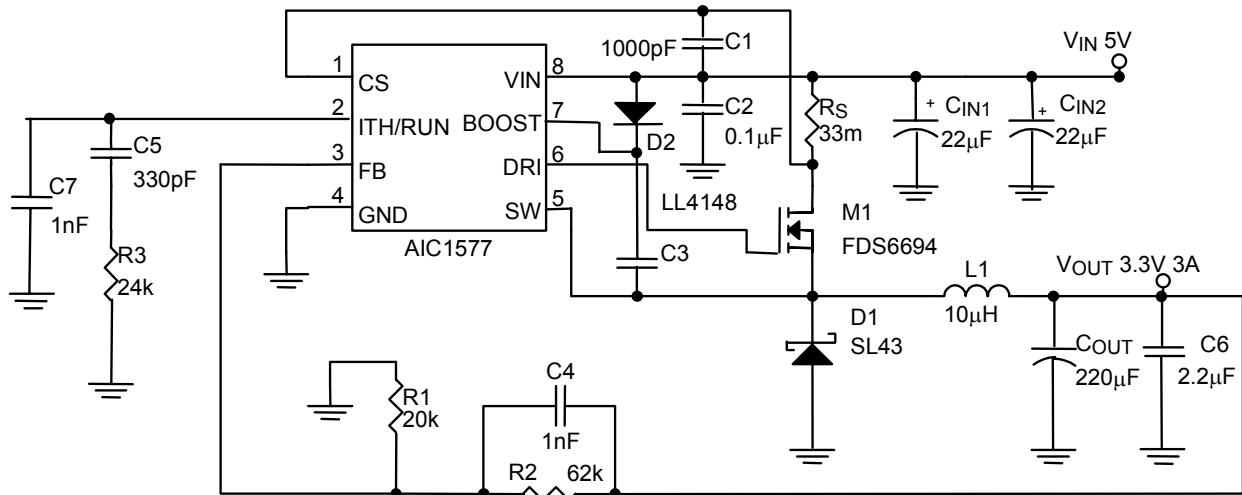 1000pF
C1
VIN 5V
1
CS
VIN
8
2
ITH/RUN
BOOST
7
3
FB
DRI
6
4
GND
SW
5
AIC1577
D2
C2
0.1µF
RS
33m
+
CIN1
22µF
+
CIN2
22µF
C5
330pF
C7
1nF
R3
24k
LL4148
M1
FDS6694
C3
L1
10µH
VOUT 3.3V 3A
D1
SL43
COUT
220µF
C6
2.2µF
R1
20k
C4
1nF
R2
62k